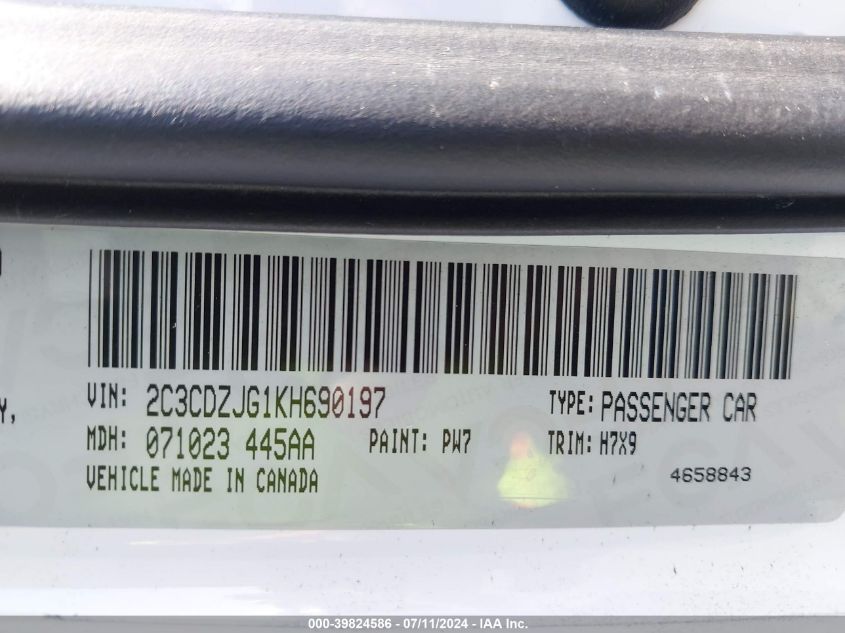 Y,
VIN: 2C3CDZJG1KH690197 TYPE: PASSENGER CAR
MDH: 071023 445AA PAINT: PW7 TRIM: H7X9
VEHICLE MADE IN CANADA 4658843
000-39824586 - 07/11/2024 - IAA Inc.